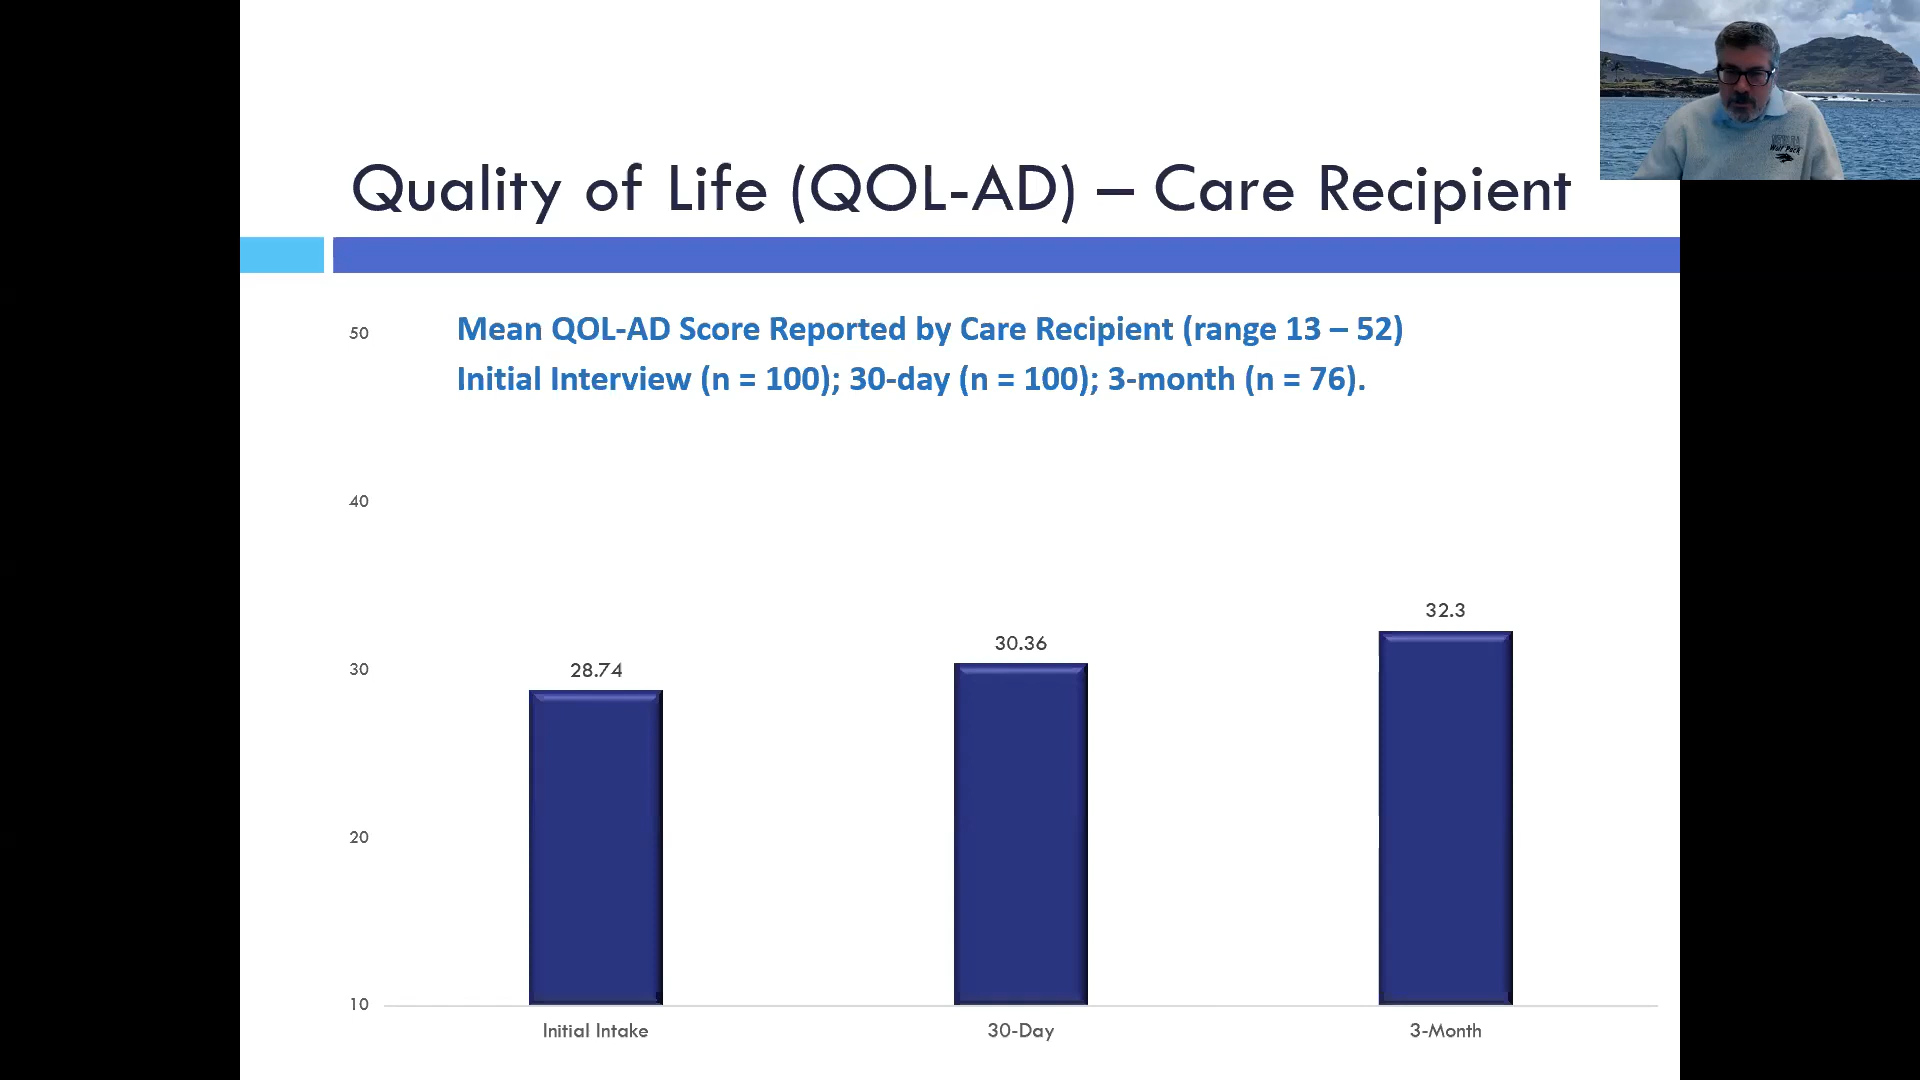 Quality of Life (QOL-AD) – Care Recipient
Mean QOL-AD Score Reported by Care Recipient (range 13 – 52)
Initial Interview (n = 100); 30-day (n = 100); 3-month (n = 76).
50
40
30
20
10
28.74
30.36
32.3
Initial Intake
30-Day
3-Month
Wolf Pack